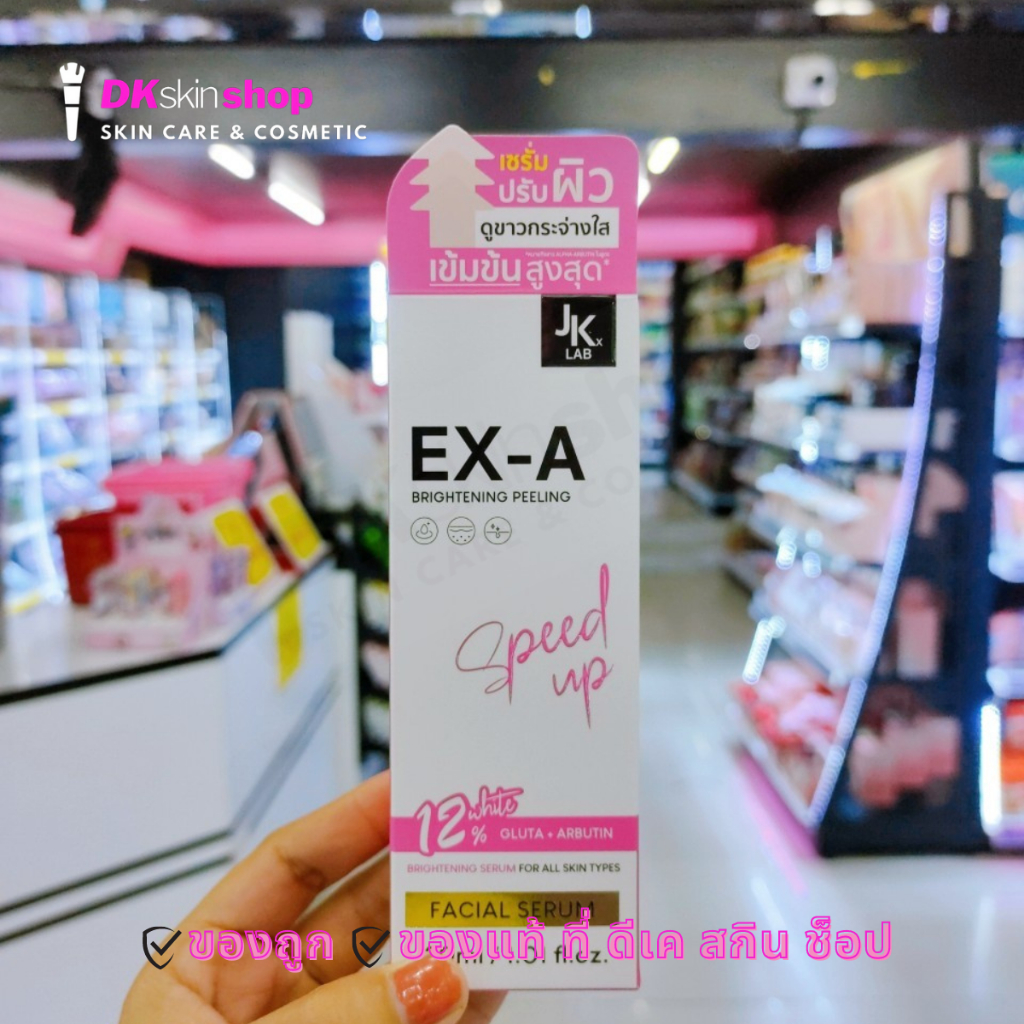 DKskinshop
SKIN CARE & COSMETIC
เซรั่ม
ปรับผิว
ดูขาวกระจ่างใส
เข้มข้นสูงสุด*
JKx
LAB
EX-A
BRIGHTENING PEELING
Speed
up
12% white
GLUTA + ARBUTIN
BRIGHTENING SERUM FOR ALL SKIN TYPES
FACIAL SERUM
ของถูก ของแท้ ที่ ดีเค สกิน ช็อป
fl.oz.